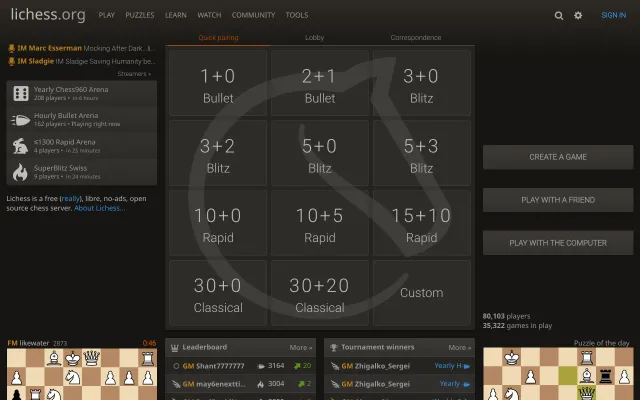 lichess.org PLAY PUZZLES LEARN WATCH COMMUNITY TOOLS SIGN IN
Quick pairing Lobby Correspondence
IM Marc Esserman Mocking After Dark...li...
IM Sladgie IM Sladgie Saving Humanity be...
Streamers »
Yearly Chess960 Arena
208 players • in 6 hours
Hourly Bullet Arena
162 players • Playing right now
≤1300 Rapid Arena
4 players • in 25 minutes
SuperBlitz Swiss
9 players • in 24 minutes
Lichess is a free (really), libre, no-ads, open
source chess server. About Lichess...
1+0
Bullet
2+1
Bullet
3+0
Blitz
3+2
Blitz
5+0
Blitz
5+3
Blitz
10+0
Rapid
10+5
Rapid
15+10
Rapid
30+0
Classical
30+20
Classical
Custom
CREATE A GAME
PLAY WITH A FRIEND
PLAY WITH THE COMPUTER
80,103 players
35,322 games in play
FM likewater 2873 0:46
Leaderboard More »
GM Shant7777777 3164 20
GM may6enextti... 3004 2
Tournament winners More »
GM Zhigalko_Sergei Yearly H
GM Zhigalko_Sergei Yearly
Puzzle of the day